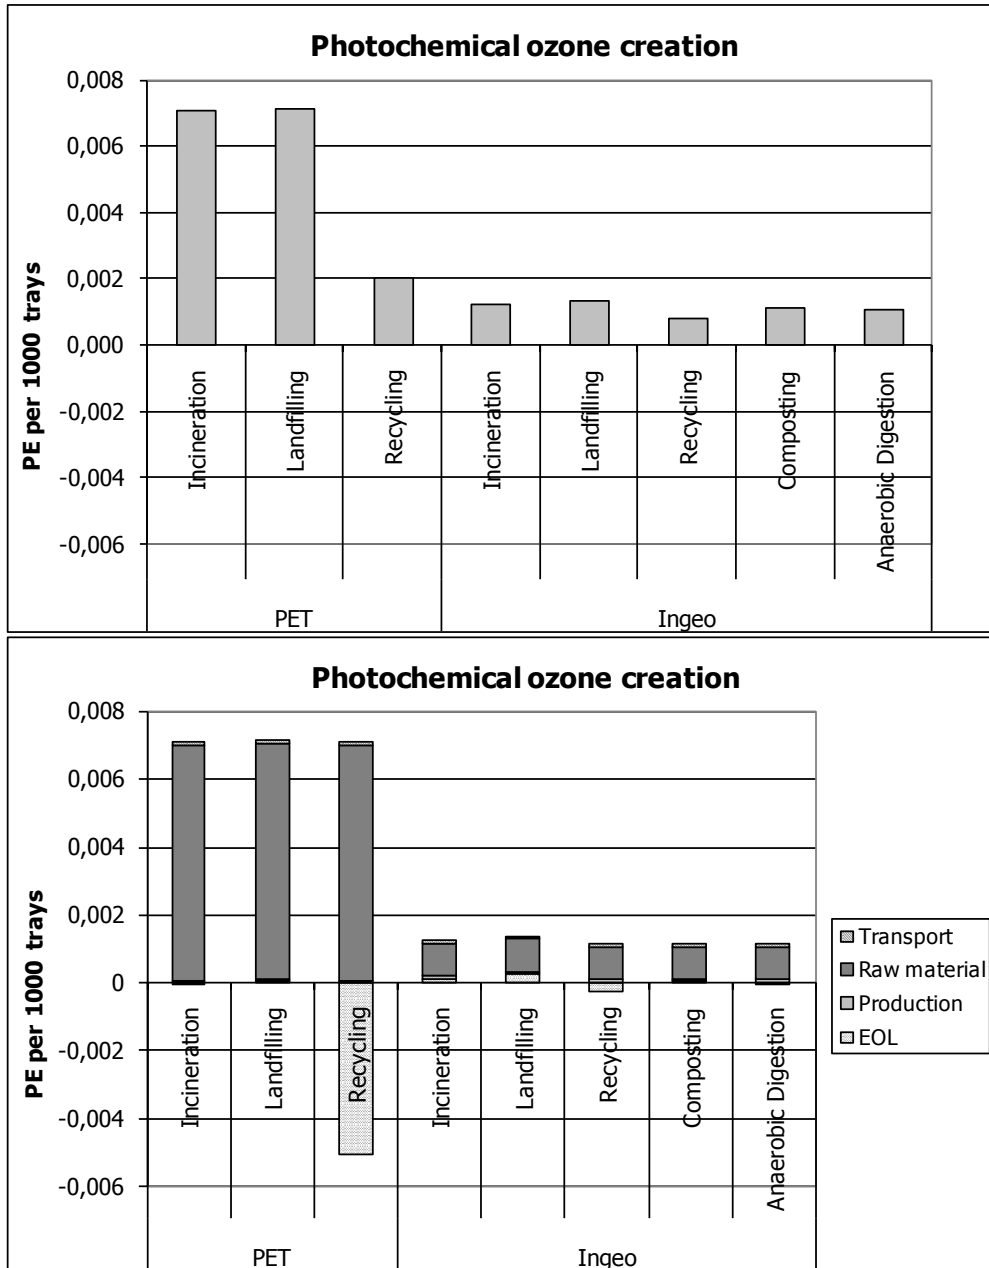 Photochemical ozone creation
PE per 1000 trays
0,008
0,006
0,004
0,002
0,000
-0,002
-0,004
-0,006
Incineration
Landfilling
Recycling
Incineration
Landfilling
Recycling
Composting
Anaerobic Digestion
PET
Ingeo
Photochemical ozone creation
PE per 1000 trays
0,008
0,006
0,004
0,002
0
-0,002
-0,004
-0,006
Incineration
Landfilling
Recycling
Incineration
Landfilling
Recycling
Composting
Anaerobic Digestion
PET
Ingeo
Transport
Raw material
Production
EOL